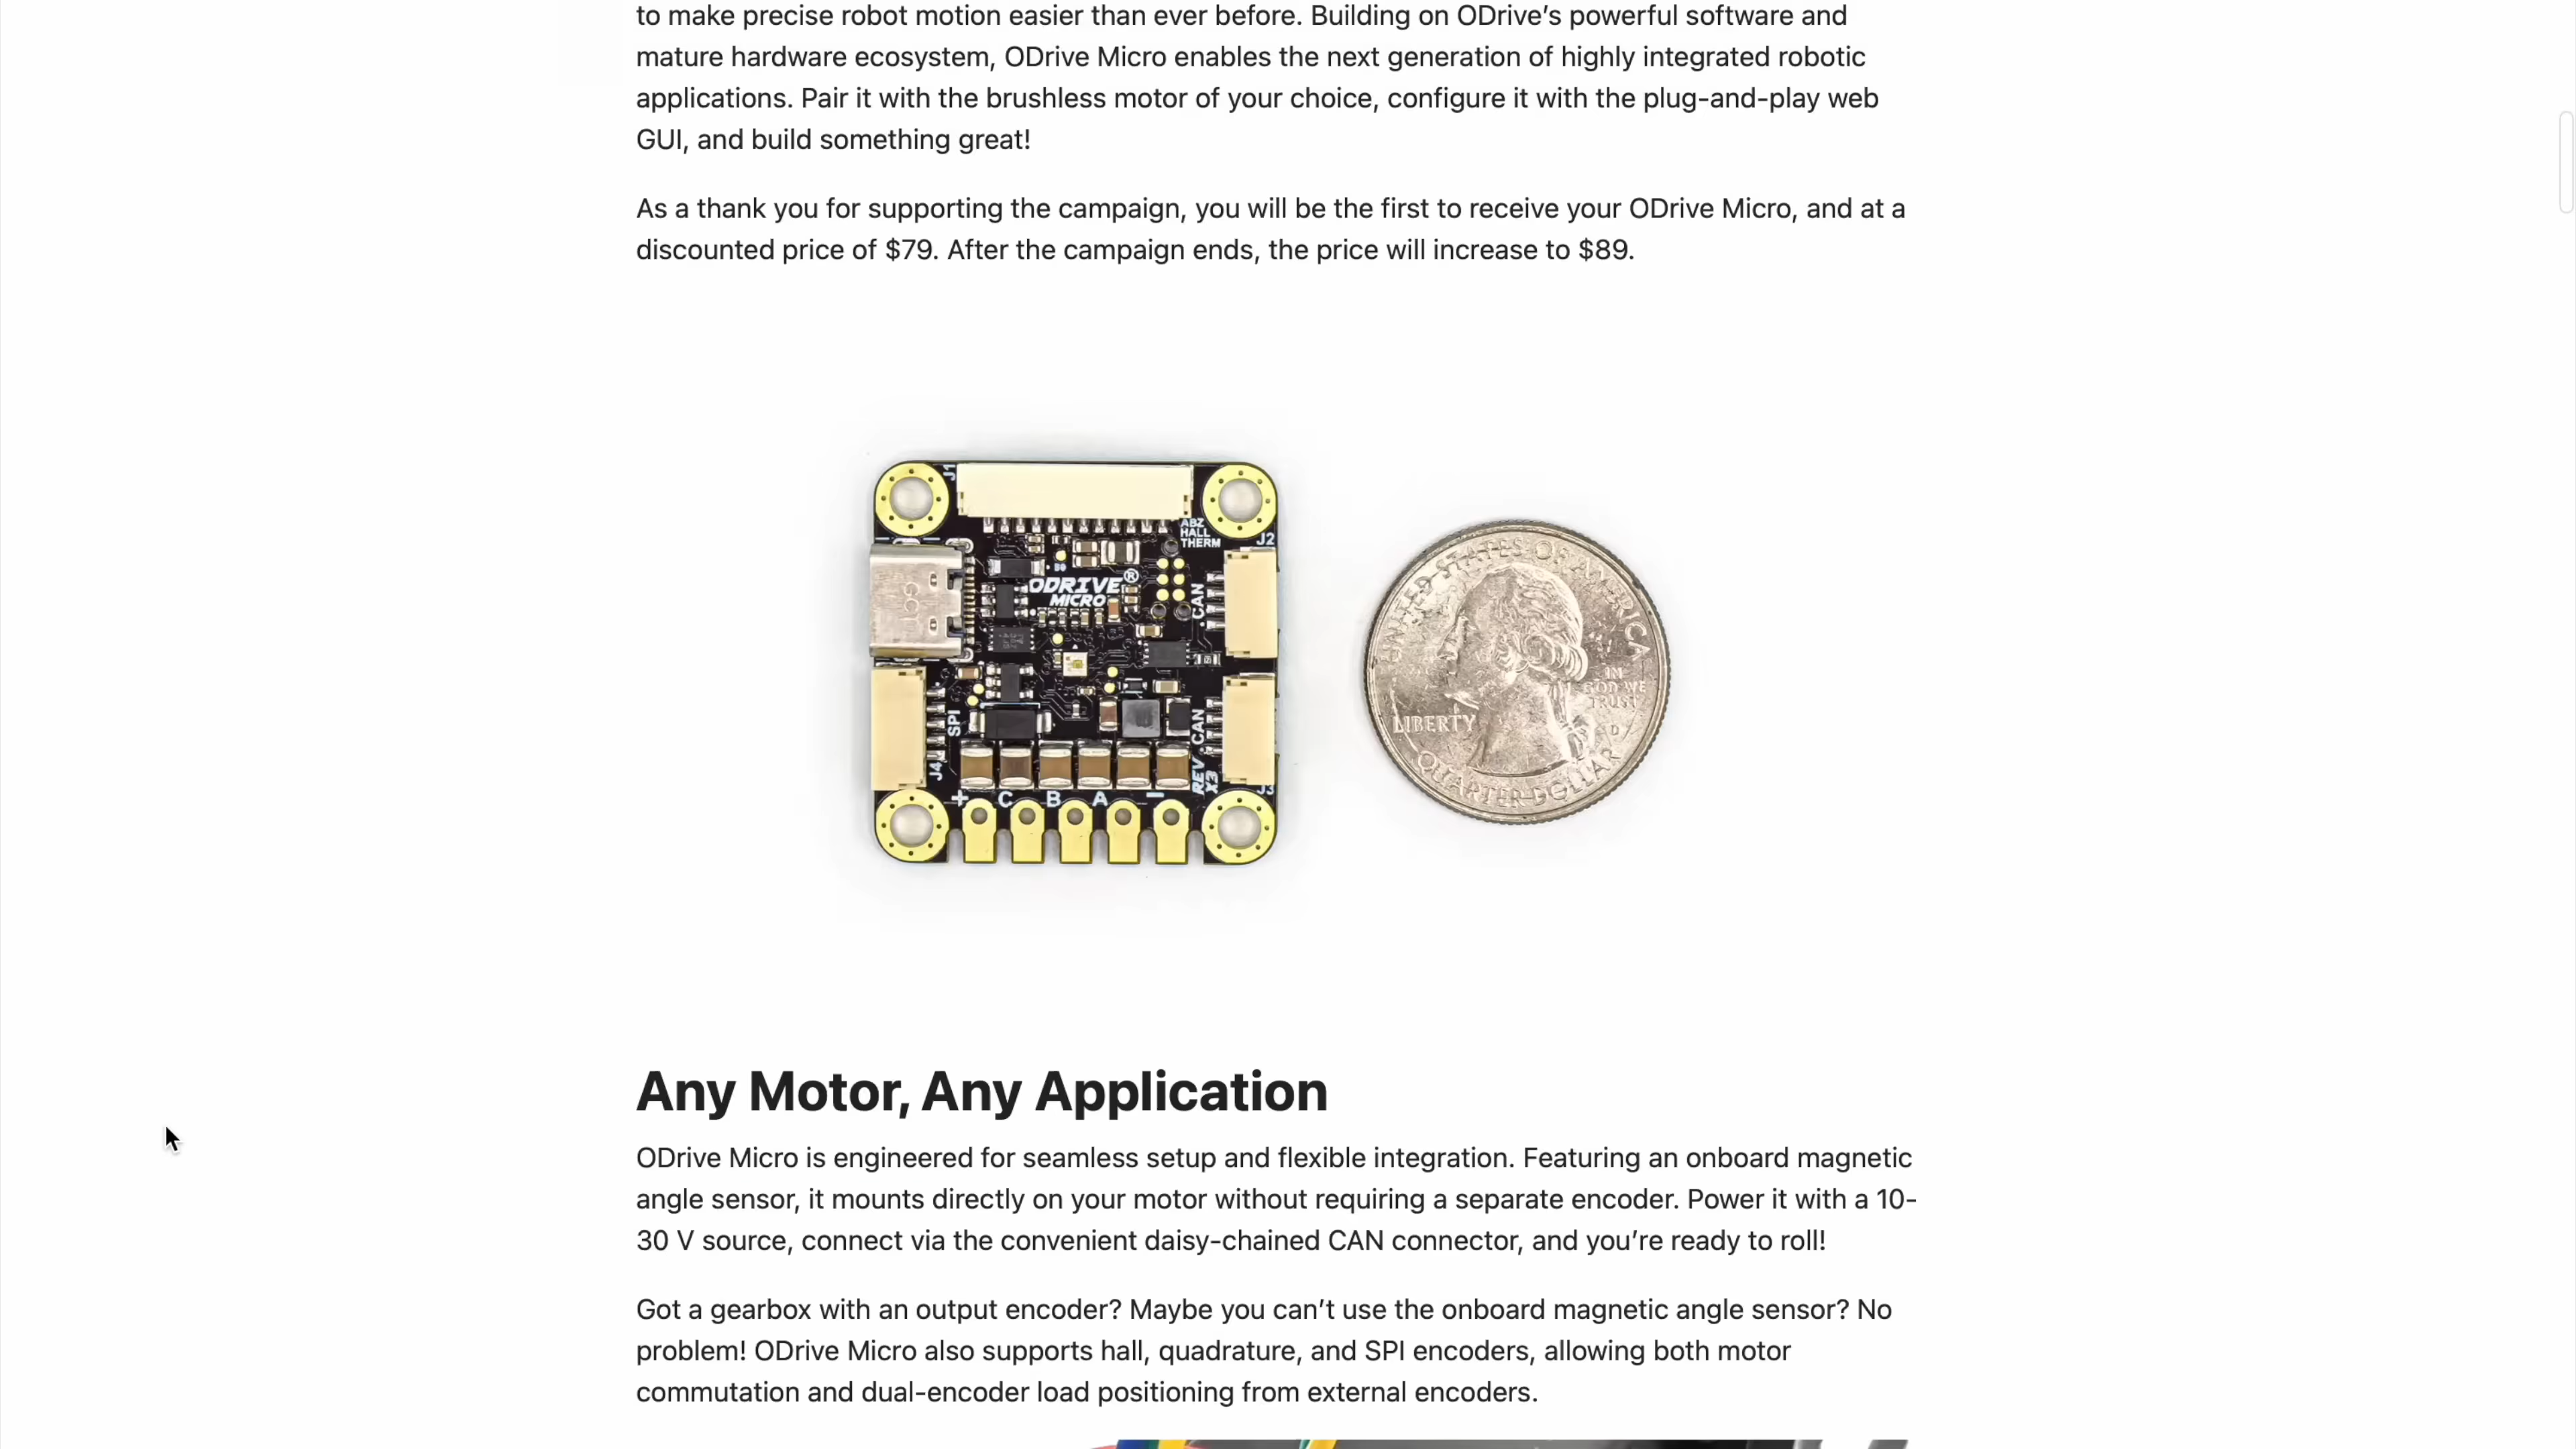 to make precise robot motion easier than ever before. Building on ODrive’s powerful software and
mature hardware ecosystem, ODrive Micro enables the next generation of highly integrated robotic
applications. Pair it with the brushless motor of your choice, configure it with the plug-and-play web
GUI, and build something great!
As a thank you for supporting the campaign, you will be the first to receive your ODrive Micro, and at a
discounted price of $79. After the campaign ends, the price will increase to $89.
J1
ABZ
HALL
THERM
J2
ODRIVE®
MICRO
GCT
CAN
SPI
J4
CAN
REV
X3
J3
+ C B A –
UNITED STATES OF AMERICA
IN
GOD WE
TRUST
LIBERTY
D
QUARTER DOLLAR
Any Motor, Any Application
ODrive Micro is engineered for seamless setup and flexible integration. Featuring an onboard magnetic
angle sensor, it mounts directly on your motor without requiring a separate encoder. Power it with a 10-
30 V source, connect via the convenient daisy-chained CAN connector, and you’re ready to roll!
Got a gearbox with an output encoder? Maybe you can’t use the onboard magnetic angle sensor? No
problem! ODrive Micro also supports hall, quadrature, and SPI encoders, allowing both motor
commutation and dual-encoder load positioning from external encoders.